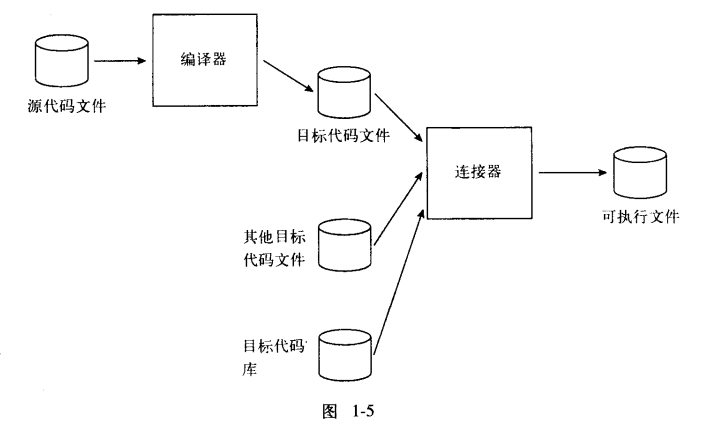 编译器
源代码文件
目标代码文件
连接器
可执行文件
其他目标
代码文件
目标代码
库
图 1-5